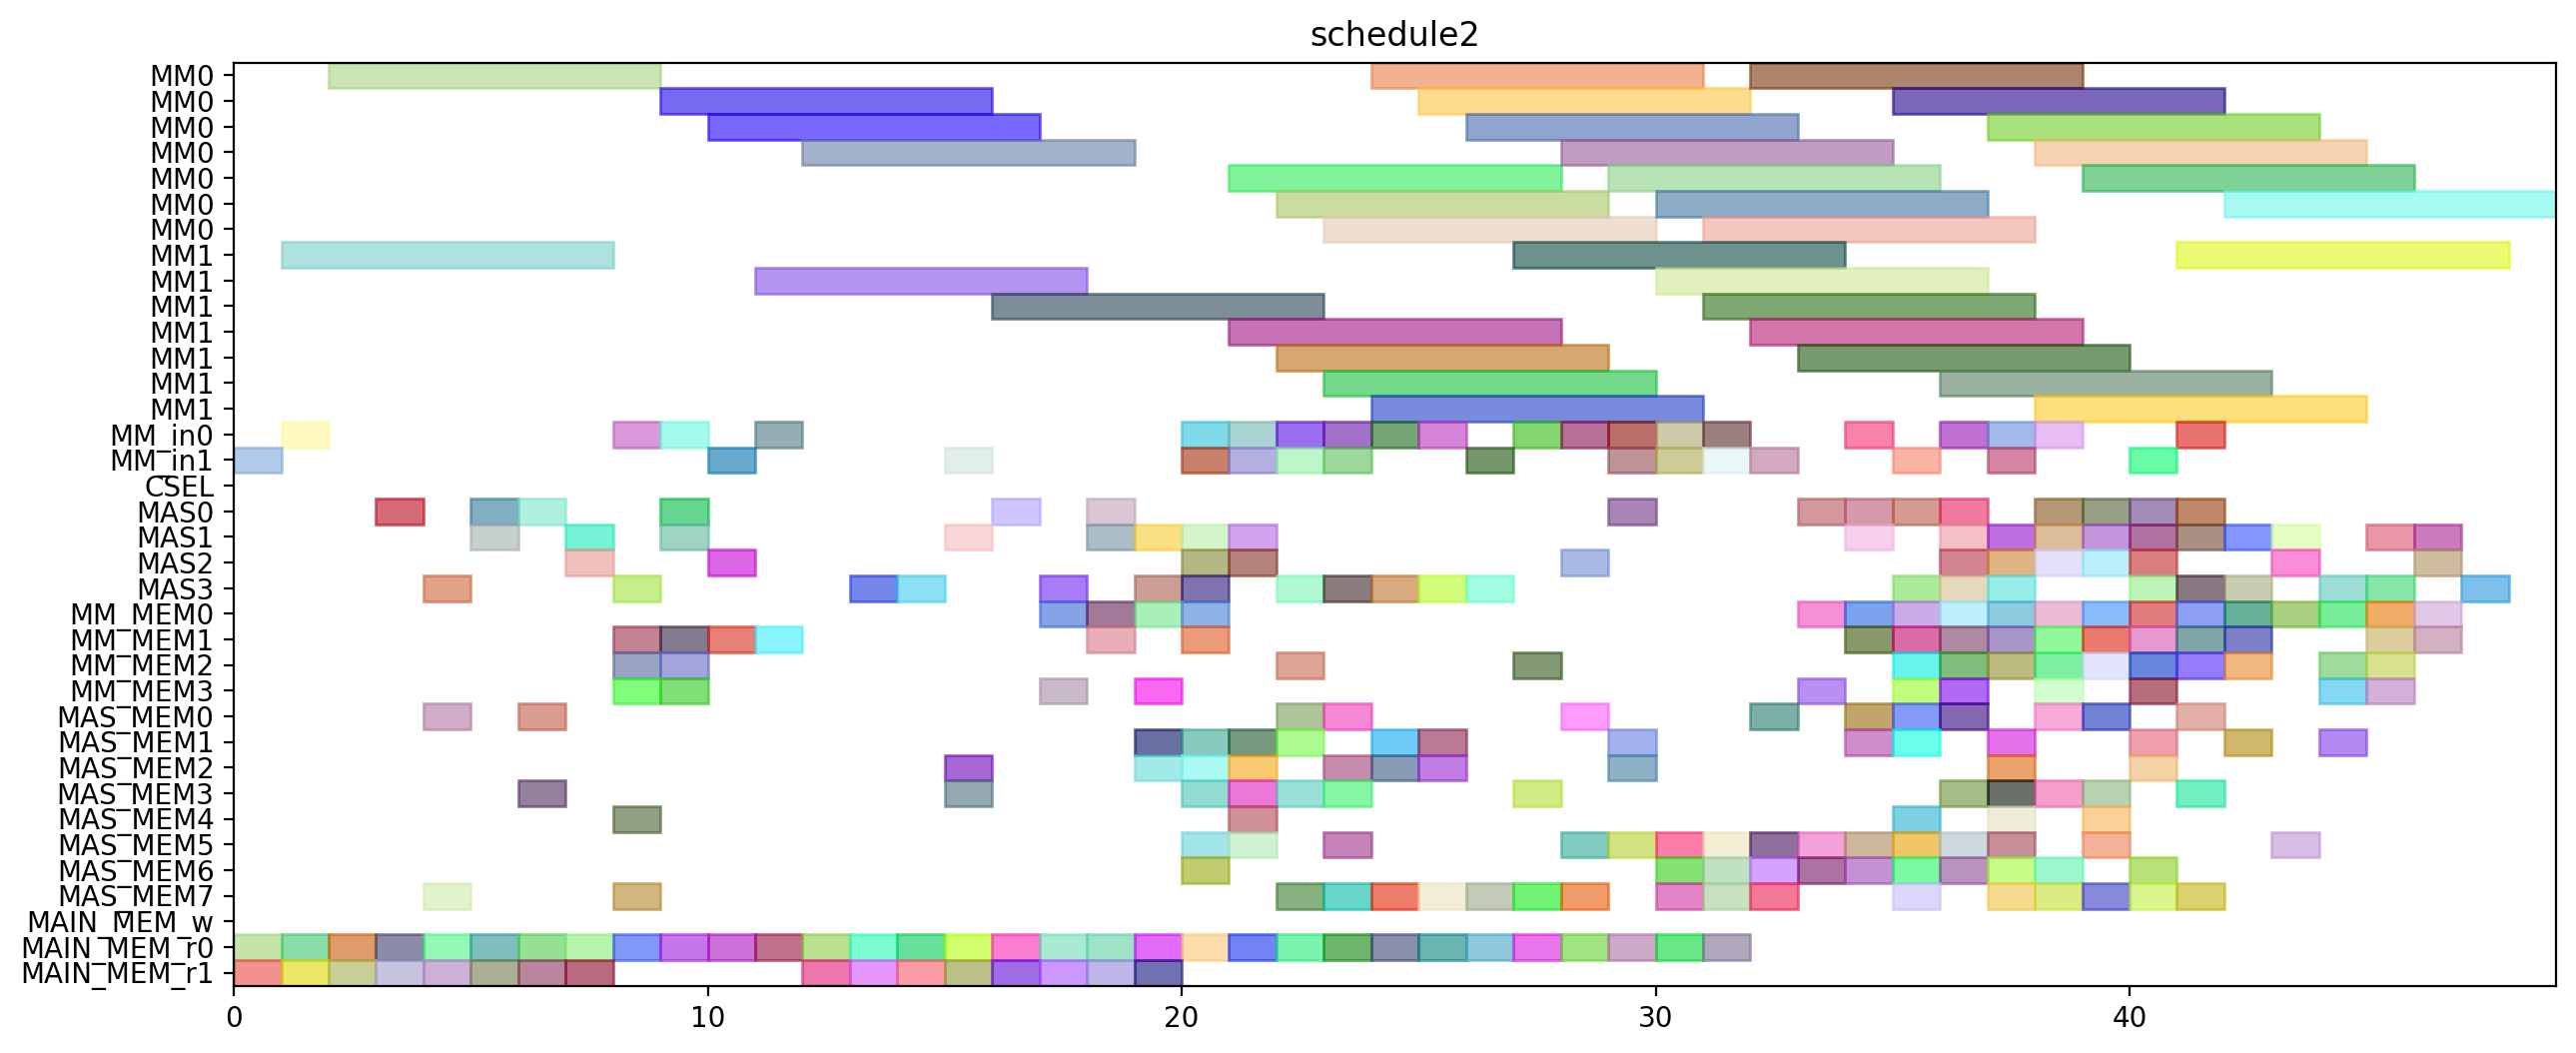 schedule2
MM0
MM0
MM0
MM0
MM0
MM0
MM0
MM1
MM1
MM1
MM1
MM1
MM1
MM1
MM_in0
MM_in1
CSEL
MAS0
MAS1
MAS2
MAS3
MM_MEM0
MM_MEM1
MM_MEM2
MM_MEM3
MAS_MEM0
MAS_MEM1
MAS_MEM2
MAS_MEM3
MAS_MEM4
MAS_MEM5
MAS_MEM6
MAS_MEM7
MAIN_MEM_w
MAIN_MEM_r0
MAIN_MEM_r1
0 10 20 30 40